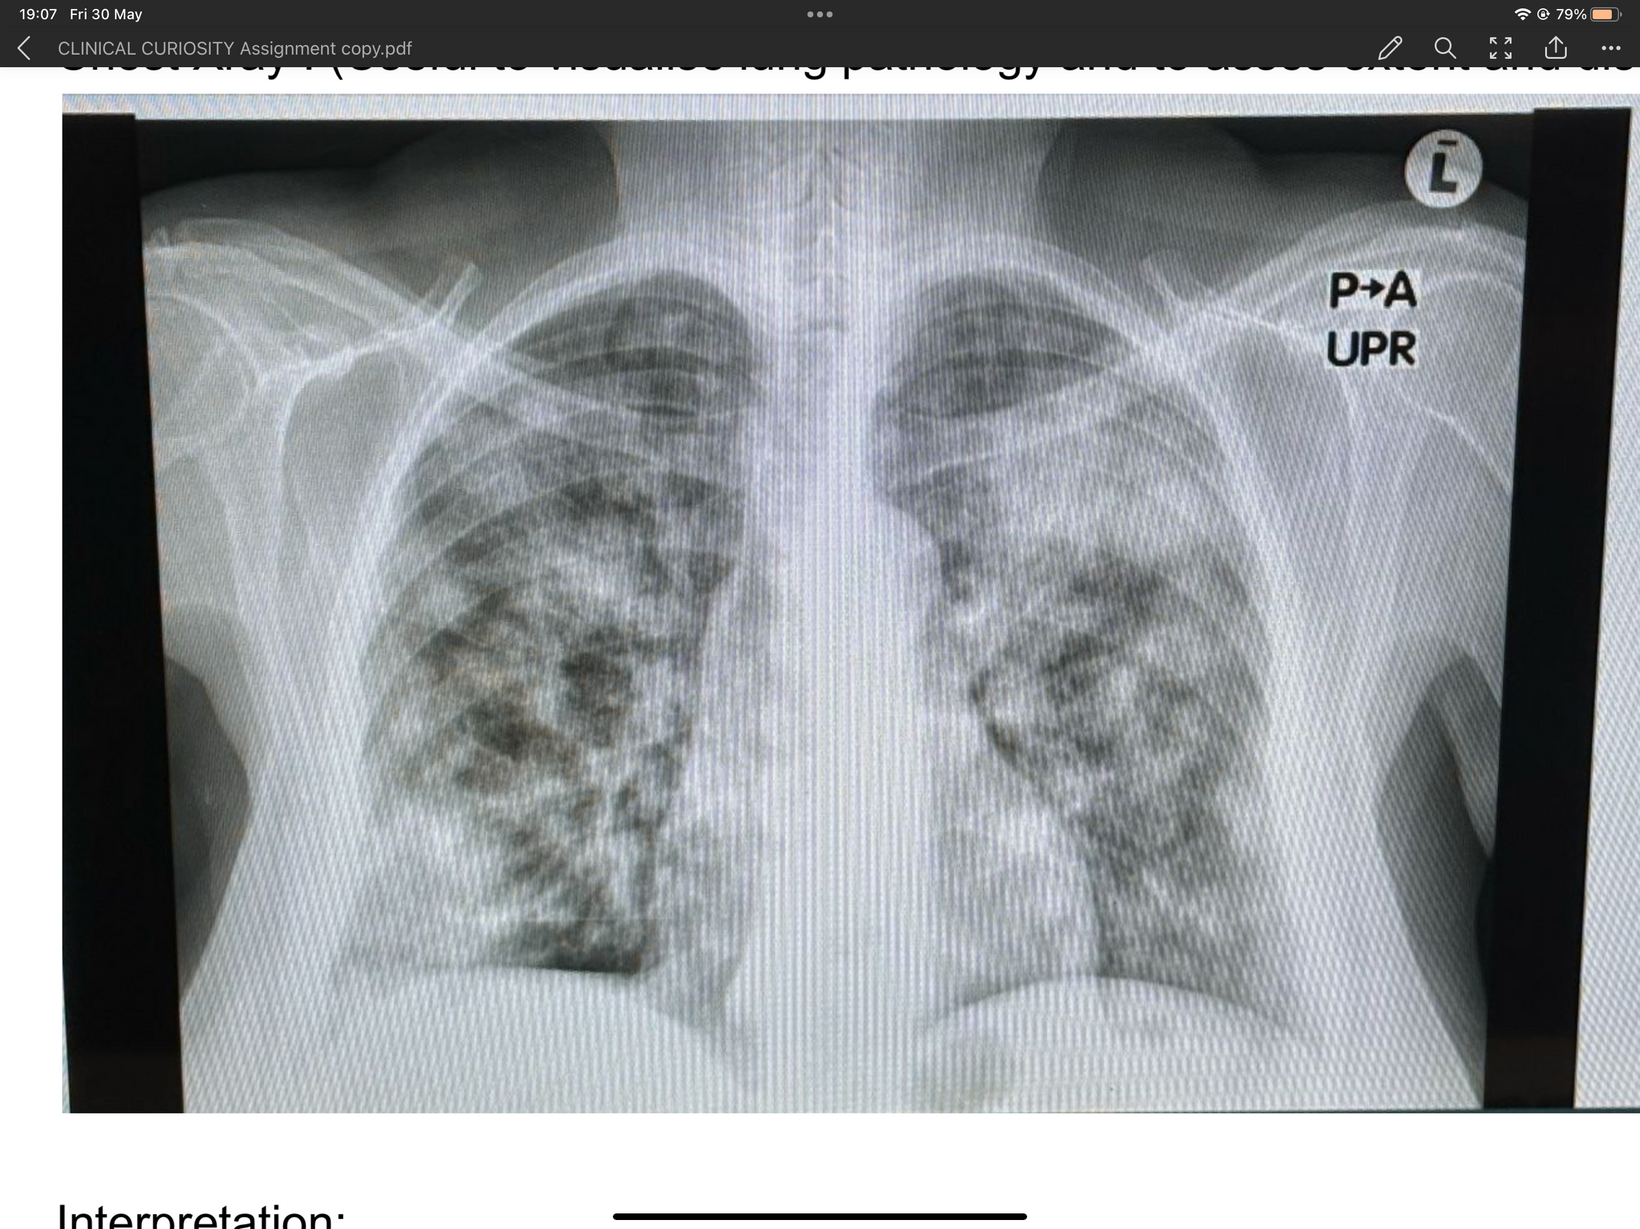 19:07 Fri 30 May
79%
CLINICAL CURIOSITY Assignment copy.pdf
L
P→A
UPR
Interpretation: